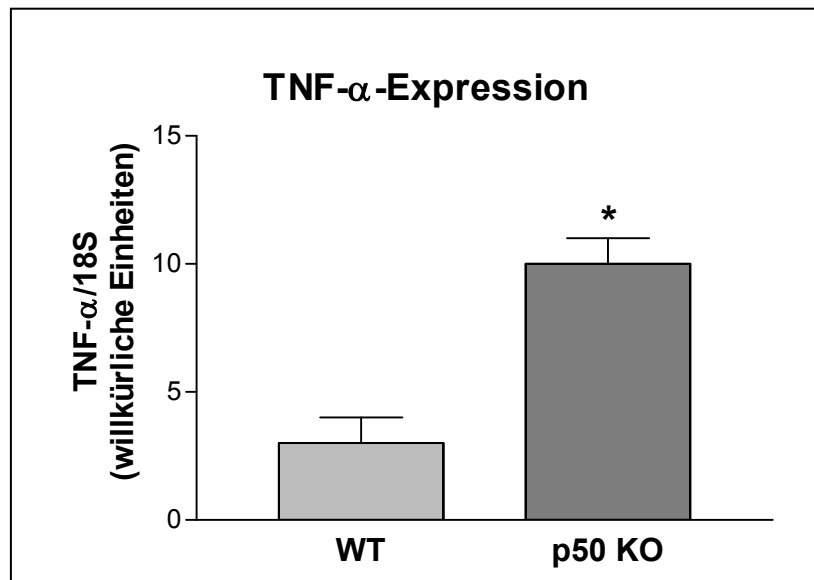 TNF-α-Expression
TNF-α/18S
(willkürliche Einheiten)
15
10
5
0
*
WT
p50 KO